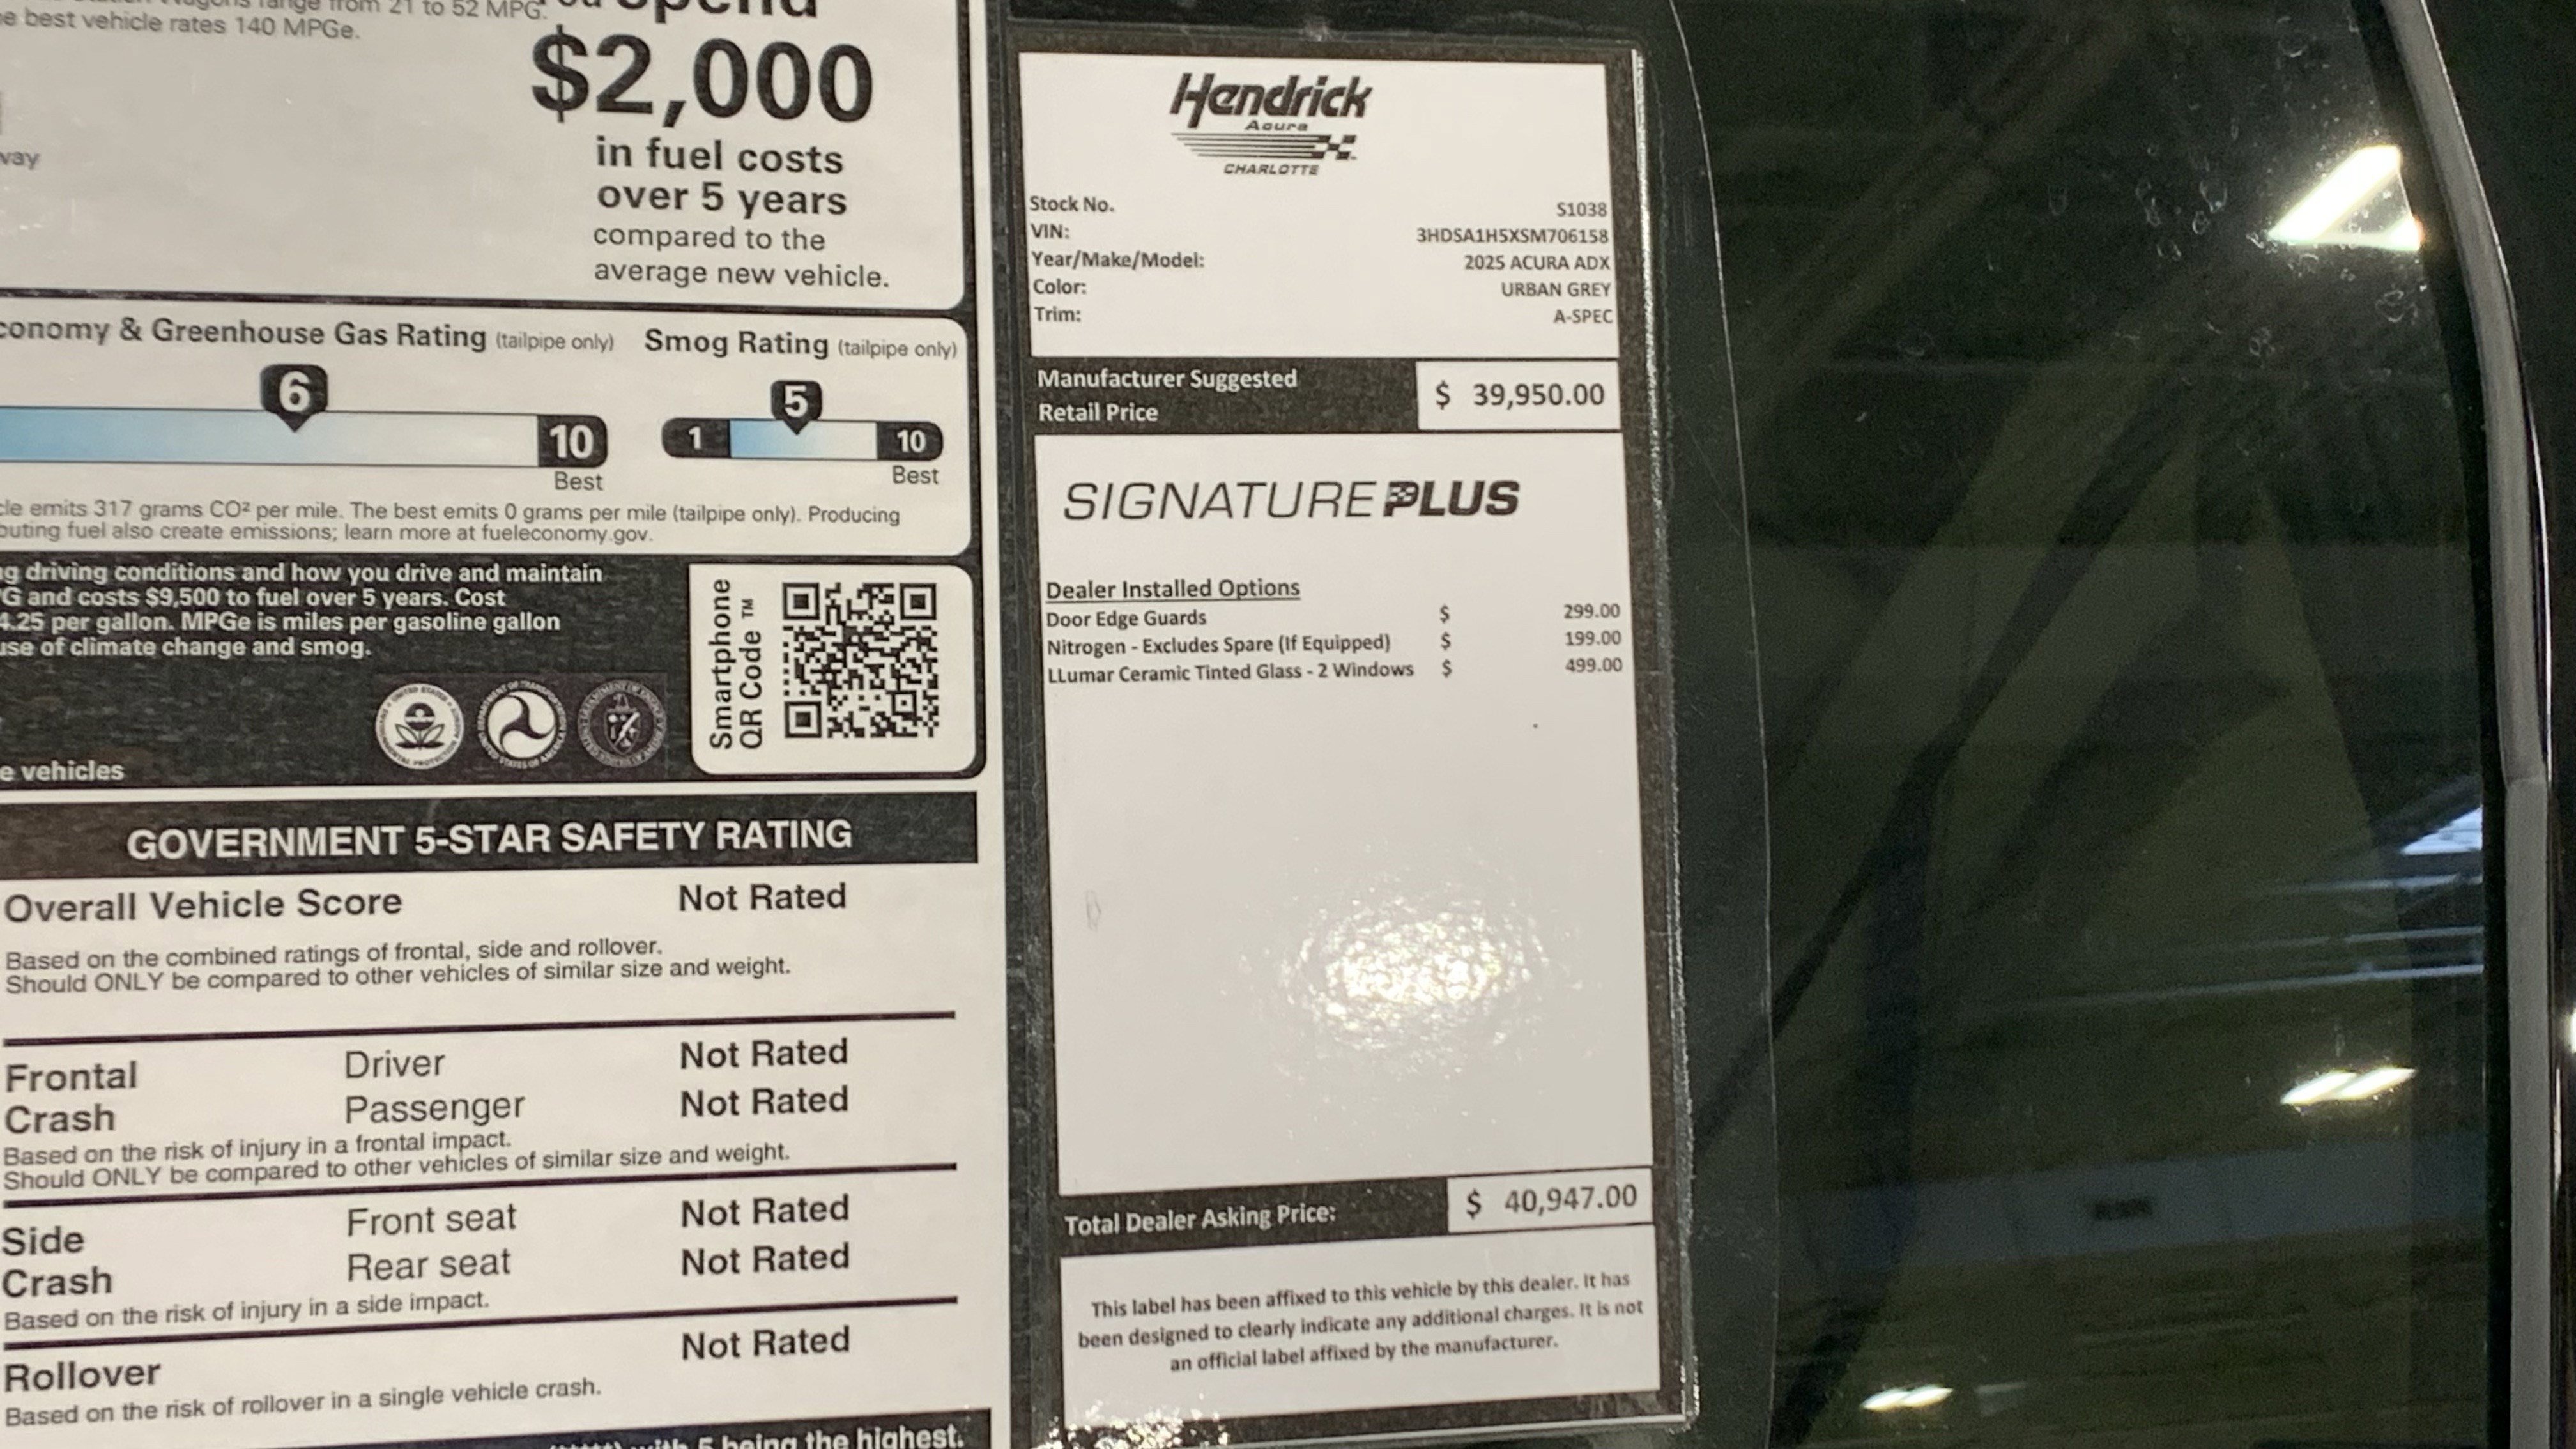 Wagons range from 21 to 52 MPG.
best vehicle rates 140 MPGe.
spend
$2,000
in fuel costs
over 5 years
compared to the
average new vehicle.
way
conomy & Greenhouse Gas Rating (tailpipe only)
Smog Rating (tailpipe only)
6
10
Best
5
1
10
Best
cle emits 317 grams CO² per mile. The best emits 0 grams per mile (tailpipe only). Producing
buting fuel also create emissions; learn more at fueleconomy.gov.
ng driving conditions and how you drive and maintain
G and costs $9,500 to fuel over 5 years. Cost
4.25 per gallon. MPGe is miles per gasoline gallon
use of climate change and smog.
Smartphone
QR Code ™
e vehicles
GOVERNMENT 5-STAR SAFETY RATING
Overall Vehicle Score Not Rated
Based on the combined ratings of frontal, side and rollover.
Should ONLY be compared to other vehicles of similar size and weight.
Frontal Driver Not Rated
Crash Passenger Not Rated
Based on the risk of injury in a frontal impact.
Should ONLY be compared to other vehicles of similar size and weight.
Side Front seat Not Rated
Crash Rear seat Not Rated
Based on the risk of injury in a side impact.
Rollover Not Rated
Based on the risk of rollover in a single vehicle crash.
with 5 being the highest.
Hendrick
Acura
CHARLOTTE
Stock No. S1038
VIN: 3HDSA1H5XSM706158
Year/Make/Model: 2025 ACURA ADX
Color: URBAN GREY
Trim: A-SPEC
Manufacturer Suggested
Retail Price
$ 39,950.00
SIGNATURE PLUS
Dealer Installed Options
Door Edge Guards $ 299.00
Nitrogen - Excludes Spare (If Equipped) $ 199.00
LLumar Ceramic Tinted Glass - 2 Windows $ 499.00
Total Dealer Asking Price: $ 40,947.00
This label has been affixed to this vehicle by this dealer. It has
been designed to clearly indicate any additional charges. It is not
an official label affixed by the manufacturer.